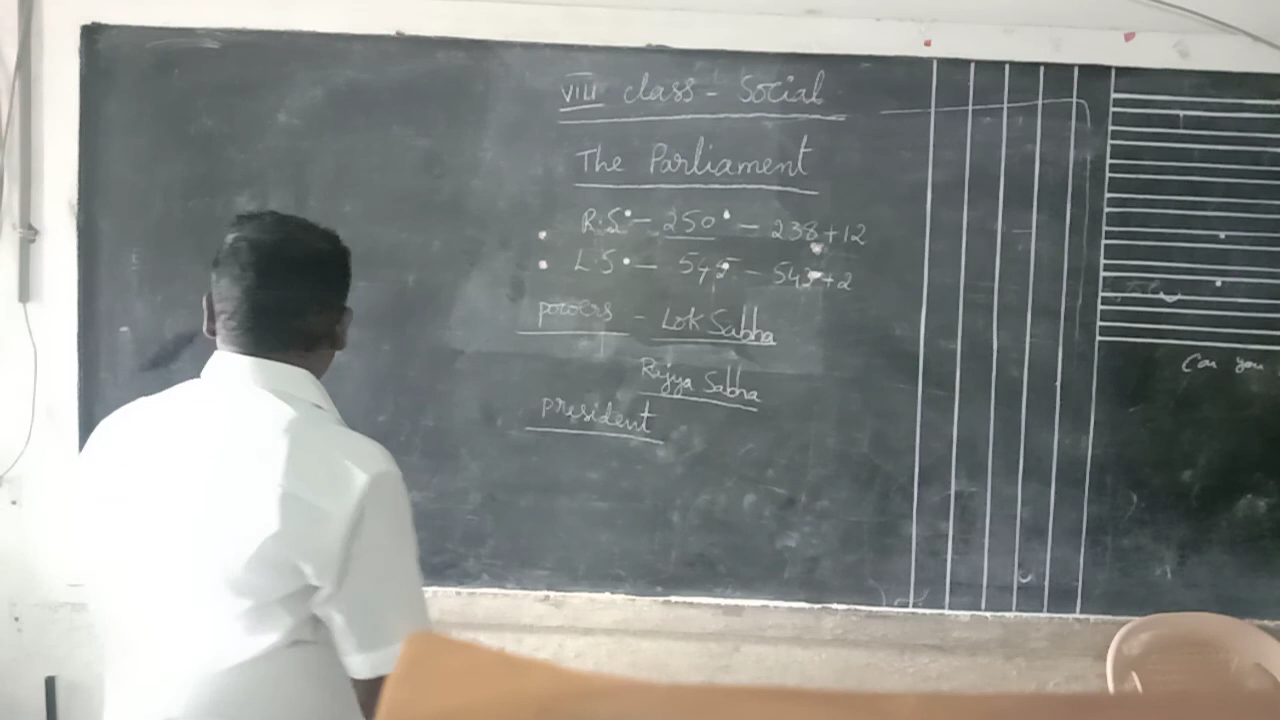 VIII class - Social
The Parliament
R.S - 250 - 238+12
L.S - 545 - 543+2
powers - Lok Sabha
Rajya Sabha
president
Can you